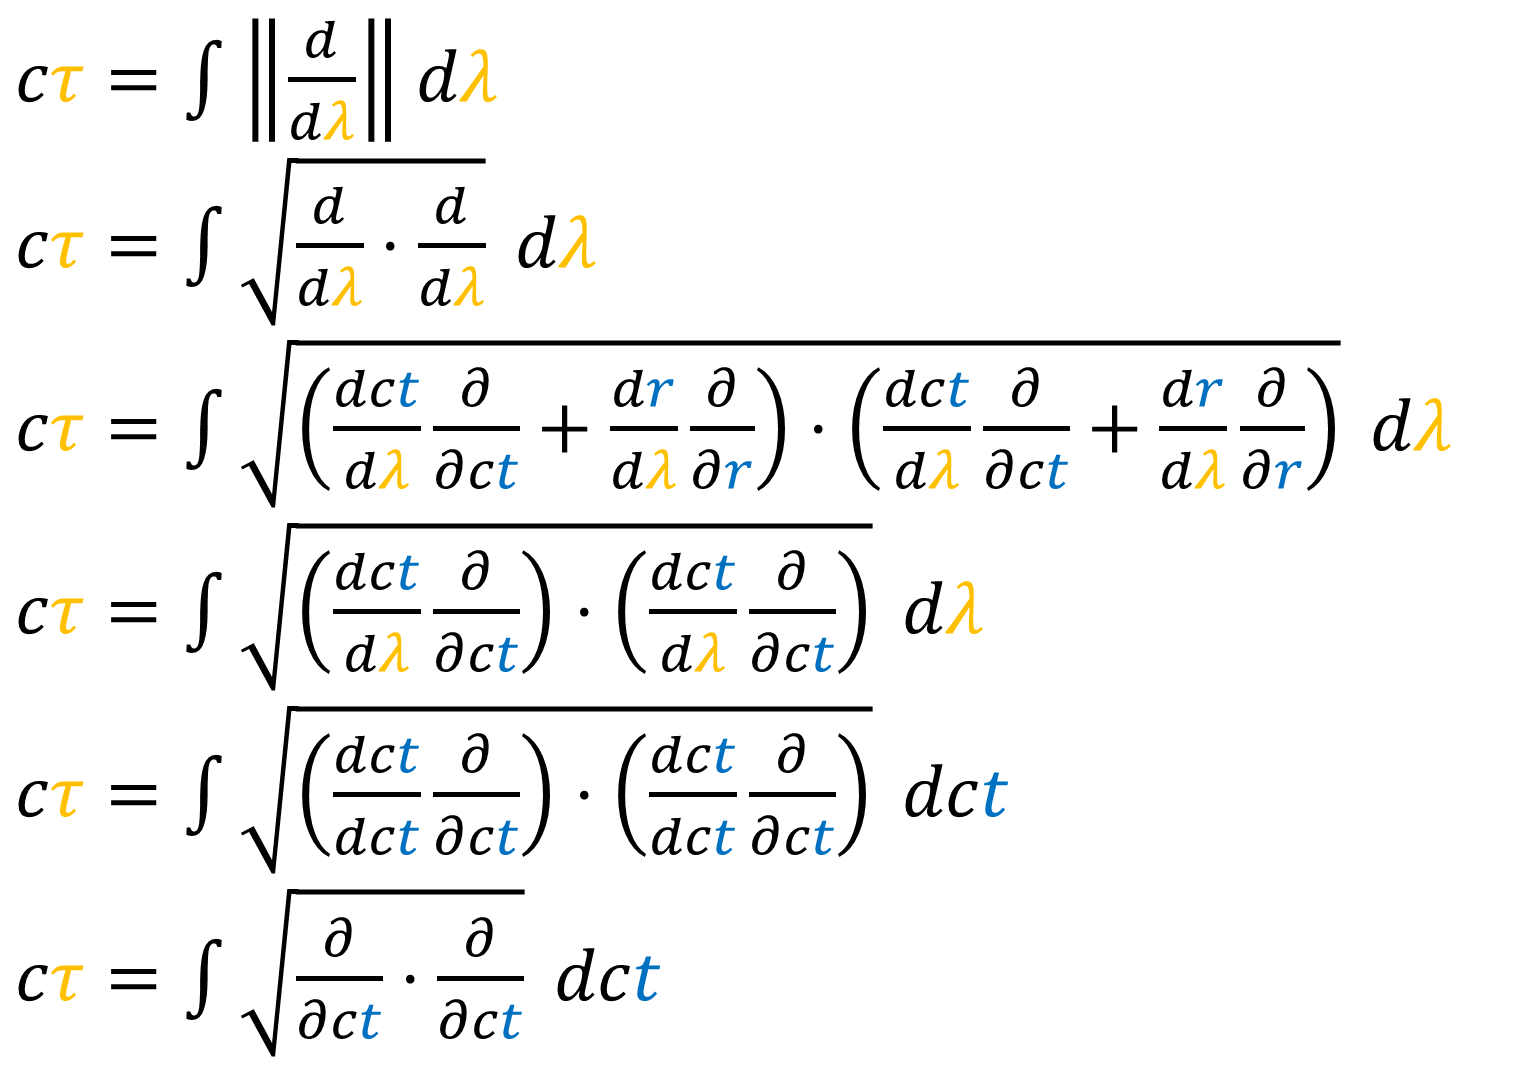 cτ = ∫ ‖d/dλ‖ dλ
cτ = ∫ √(d/dλ · d/dλ) dλ
cτ = ∫ √((dct/dλ ∂/∂ct + dr/dλ ∂/∂r) · (dct/dλ ∂/∂ct + dr/dλ ∂/∂r)) dλ
cτ = ∫ √((dct/dλ ∂/∂ct) · (dct/dλ ∂/∂ct)) dλ
cτ = ∫ √((dct/dct ∂/∂ct) · (dct/dct ∂/∂ct)) dct
cτ = ∫ √(∂/∂ct · ∂/∂ct) dct